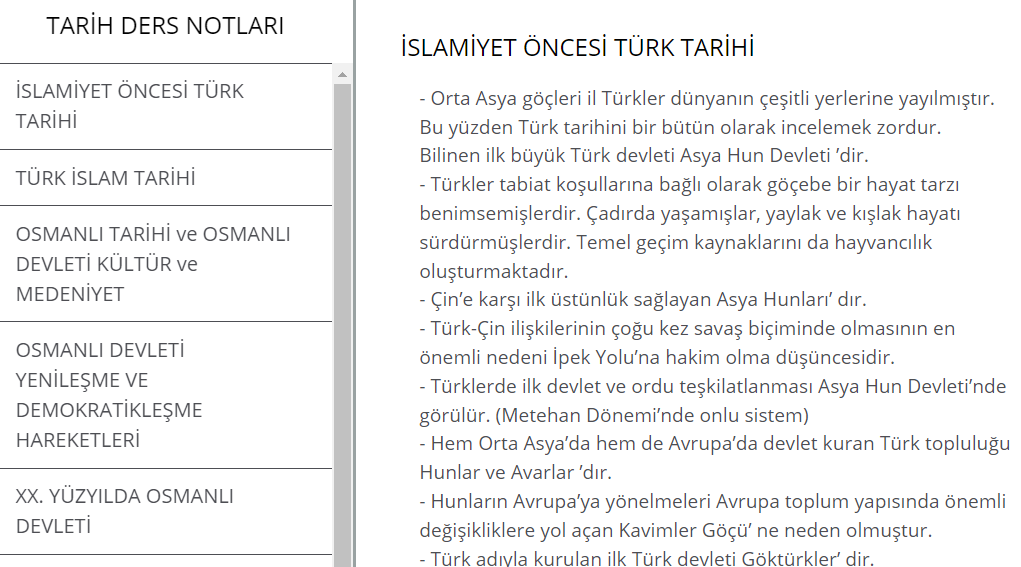 TARİH DERS NOTLARI
İSLAMİYET ÖNCESİ TÜRK
TARİHİ
TÜRK İSLAM TARİHİ
OSMANLI TARİHİ ve OSMANLI
DEVLETİ KÜLTÜR ve
MEDENİYET
OSMANLI DEVLETİ
YENİLEŞME VE
DEMOKRATİKLEŞME
HAREKETLERİ
XX. YÜZYILDA OSMANLI
DEVLETİ
İSLAMİYET ÖNCESİ TÜRK TARİHİ
- Orta Asya göçleri il Türkler dünyanın çeşitli yerlerine yayılmıştır.
Bu yüzden Türk tarihini bir bütün olarak incelemek zordur.
Bilinen ilk büyük Türk devleti Asya Hun Devleti ’dir.
- Türkler tabiat koşullarına bağlı olarak göçebe bir hayat tarzı
benimsemişlerdir. Çadırda yaşamışlar, yaylak ve kışlak hayatı
sürdürmüşlerdir. Temel geçim kaynaklarını da hayvancılık
oluşturmaktadır.
- Çin’e karşı ilk üstünlük sağlayan Asya Hunları’ dır.
- Türk-Çin ilişkilerinin çoğu kez savaş biçiminde olmasının en
önemli nedeni İpek Yolu’na hakim olma düşüncesidir.
- Türklerde ilk devlet ve ordu teşkilatlanması Asya Hun Devleti’nde
görülür. (Metehan Dönemi’nde onlu sistem)
- Hem Orta Asya’da hem de Avrupa’da devlet kuran Türk topluluğu
Hunlar ve Avarlar ’dır.
- Hunların Avrupa’ya yönelmeleri Avrupa toplum yapısında önemli
değişikliklere yol açan Kavimler Göçü’ ne neden olmuştur.
- Türk adıyla kurulan ilk Türk devleti Göktürkler’ dir.